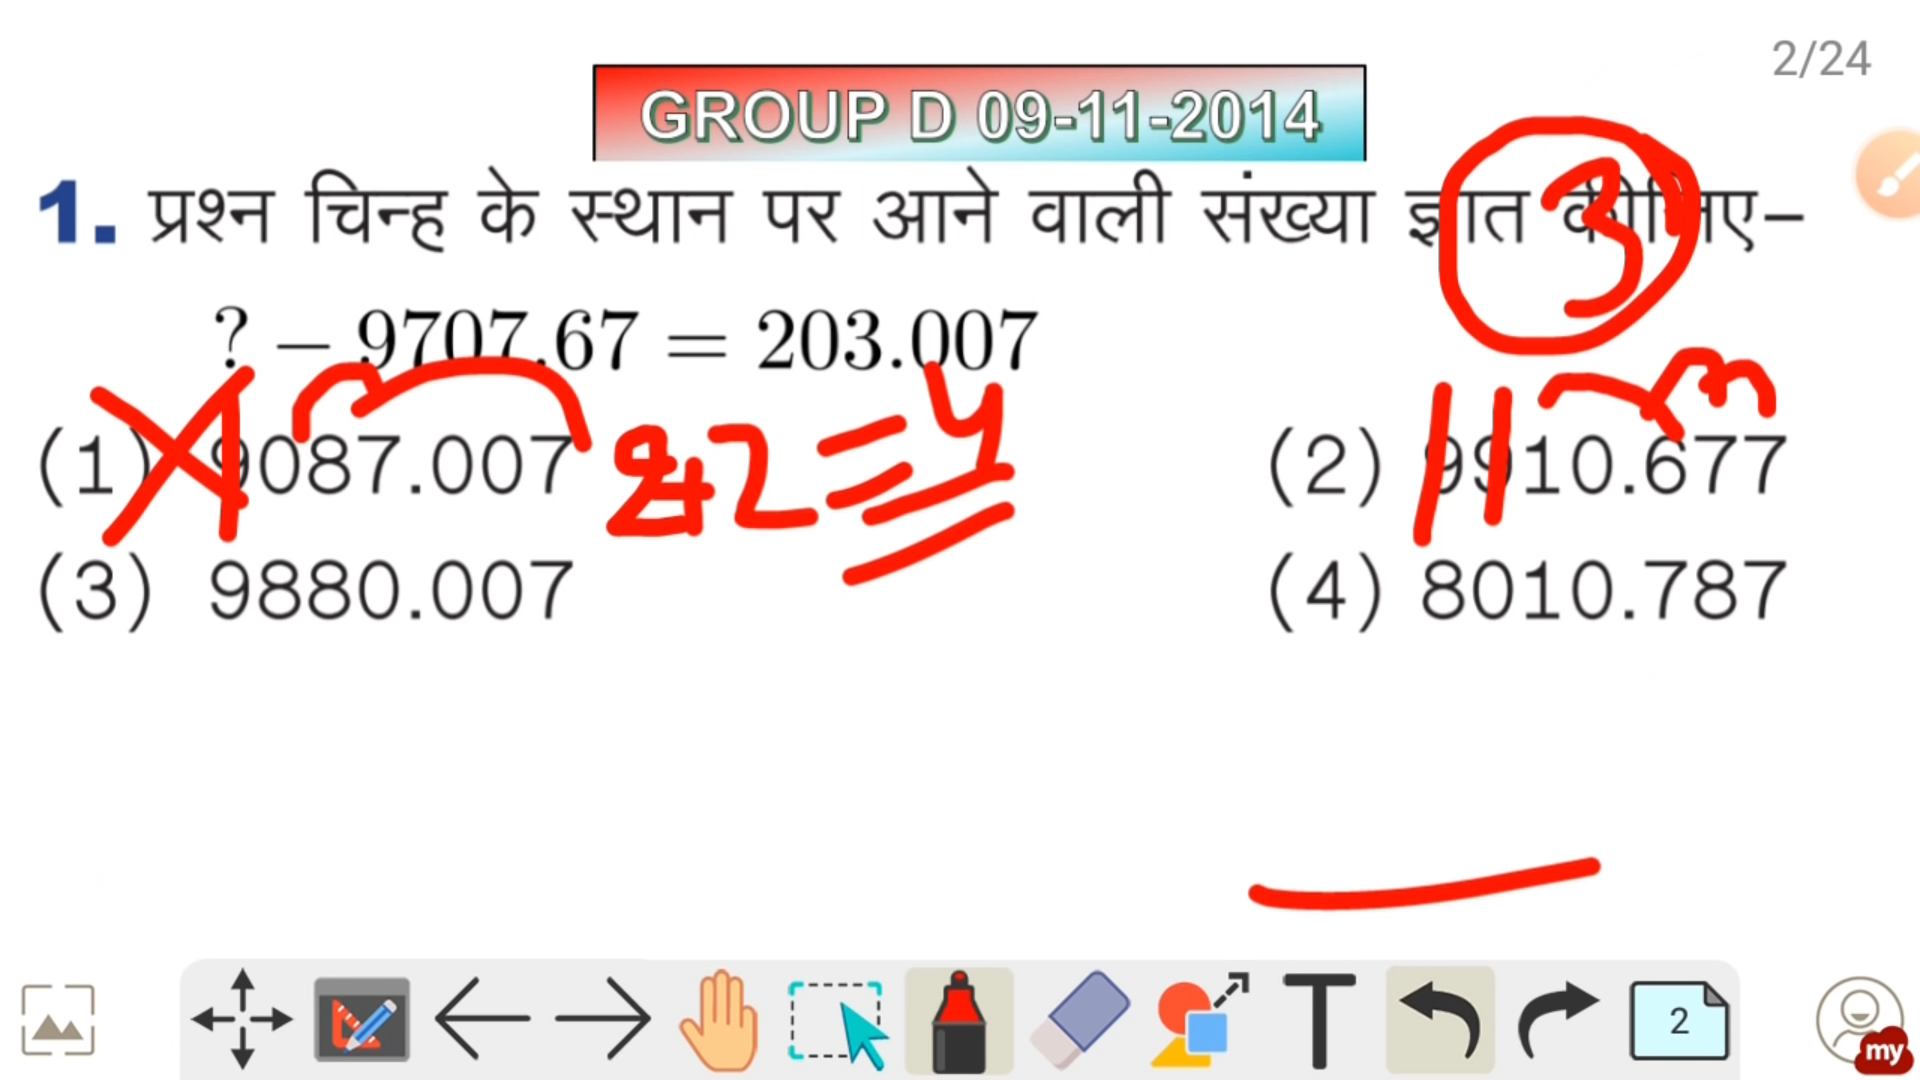 2/24
GROUP D 09-11-2014
1. प्रश्न चिन्ह के स्थान पर आने वाली संख्या ज्ञात कीजिए–
3
? – 9707.67 = 203.007
(1) 9087.007
(2) 9910.677
(3) 9880.007
(4) 8010.787
T
2
my